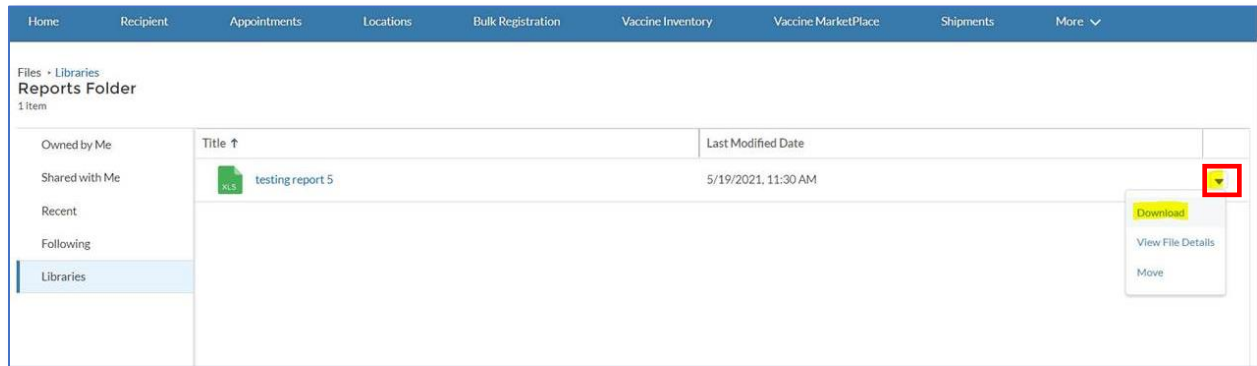 Home Recipient Appointments Locations Bulk Registration Vaccine Inventory Vaccine MarketPlace Shipments More
Files ▸ Libraries
Reports Folder
1 Item
Owned by Me
Shared with Me
Recent
Following
Libraries
Title ↑ Last Modified Date
XLS testing report 5 5/19/2021, 11:30 AM
Download
View File Details
Move